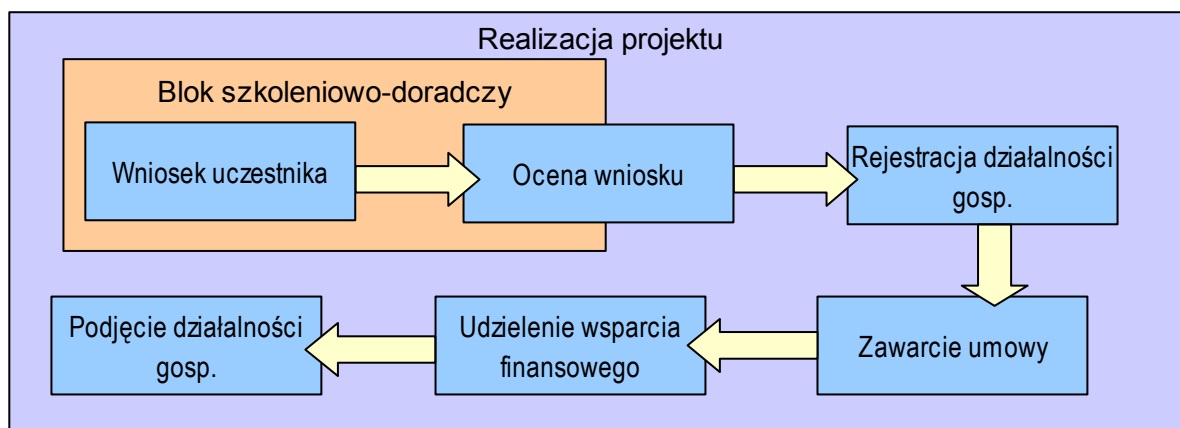 Realizacja projektu
Blok szkoleniowo-doradczy
Wniosek uczestnika
Ocena wniosku
Rejestracja działalności
gosp.
Zawarcie umowy
Udzielenie wsparcia
finansowego
Podjęcie działalności
gosp.